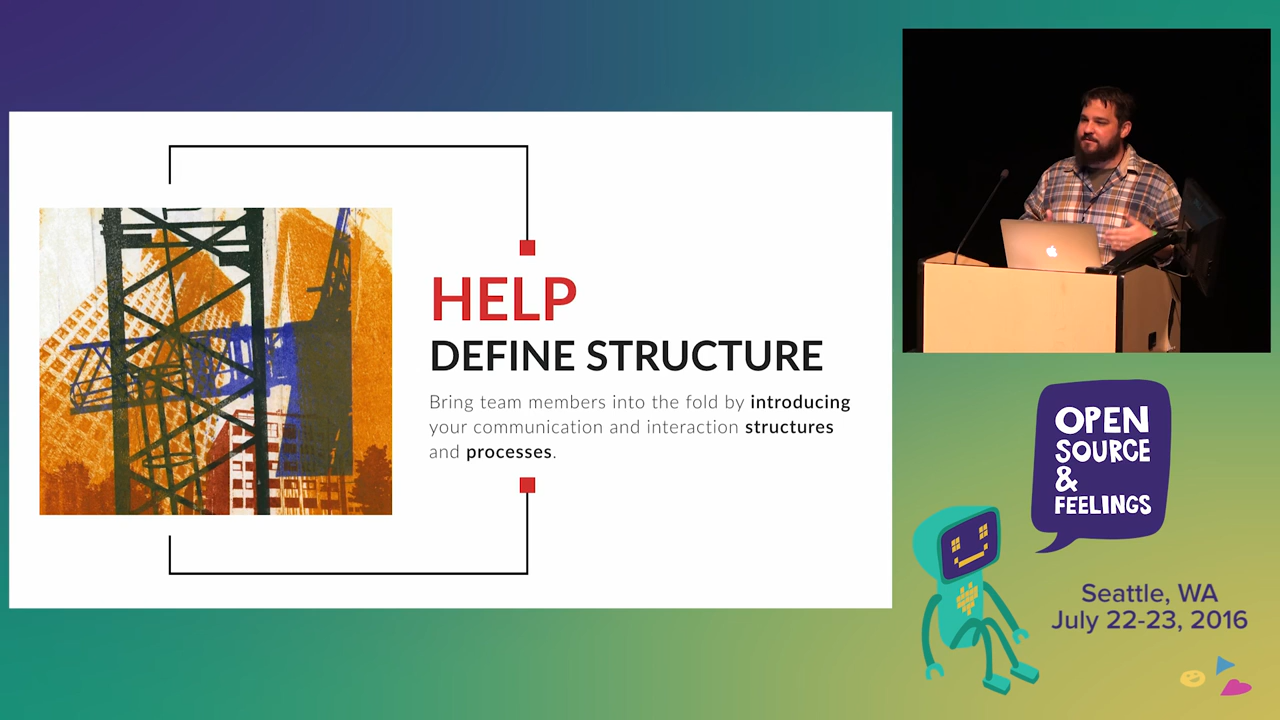 HELP
DEFINE STRUCTURE
Bring team members into the fold by introducing
your communication and interaction structures
and processes.
OPEN
SOURCE
&
FEELINGS
Seattle, WA
July 22-23, 2016